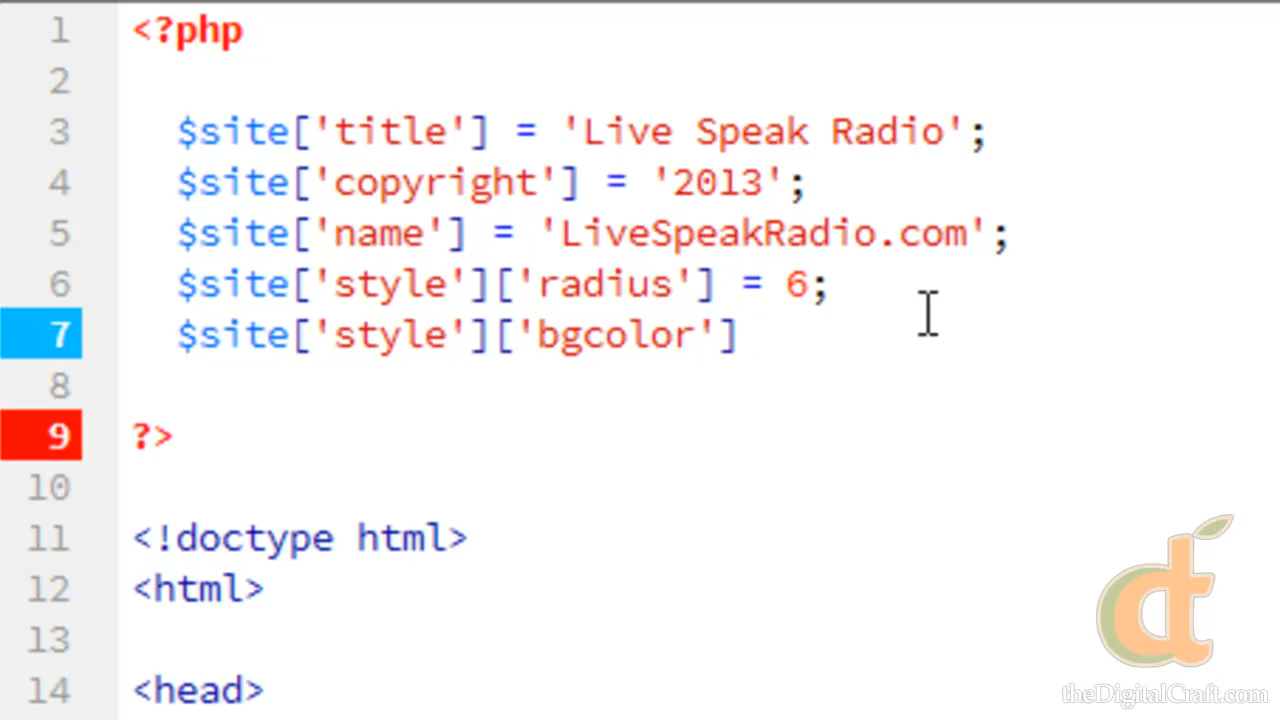 1 <?php
2
3 $site['title'] = 'Live Speak Radio';
4 $site['copyright'] = '2013';
5 $site['name'] = 'LiveSpeakRadio.com';
6 $site['style']['radius'] = 6;
7 $site['style']['bgcolor']
8
9 ?>
10
11 <!doctype html>
12 <html>
13
14 <head>
dt
theDigitalCraft.com